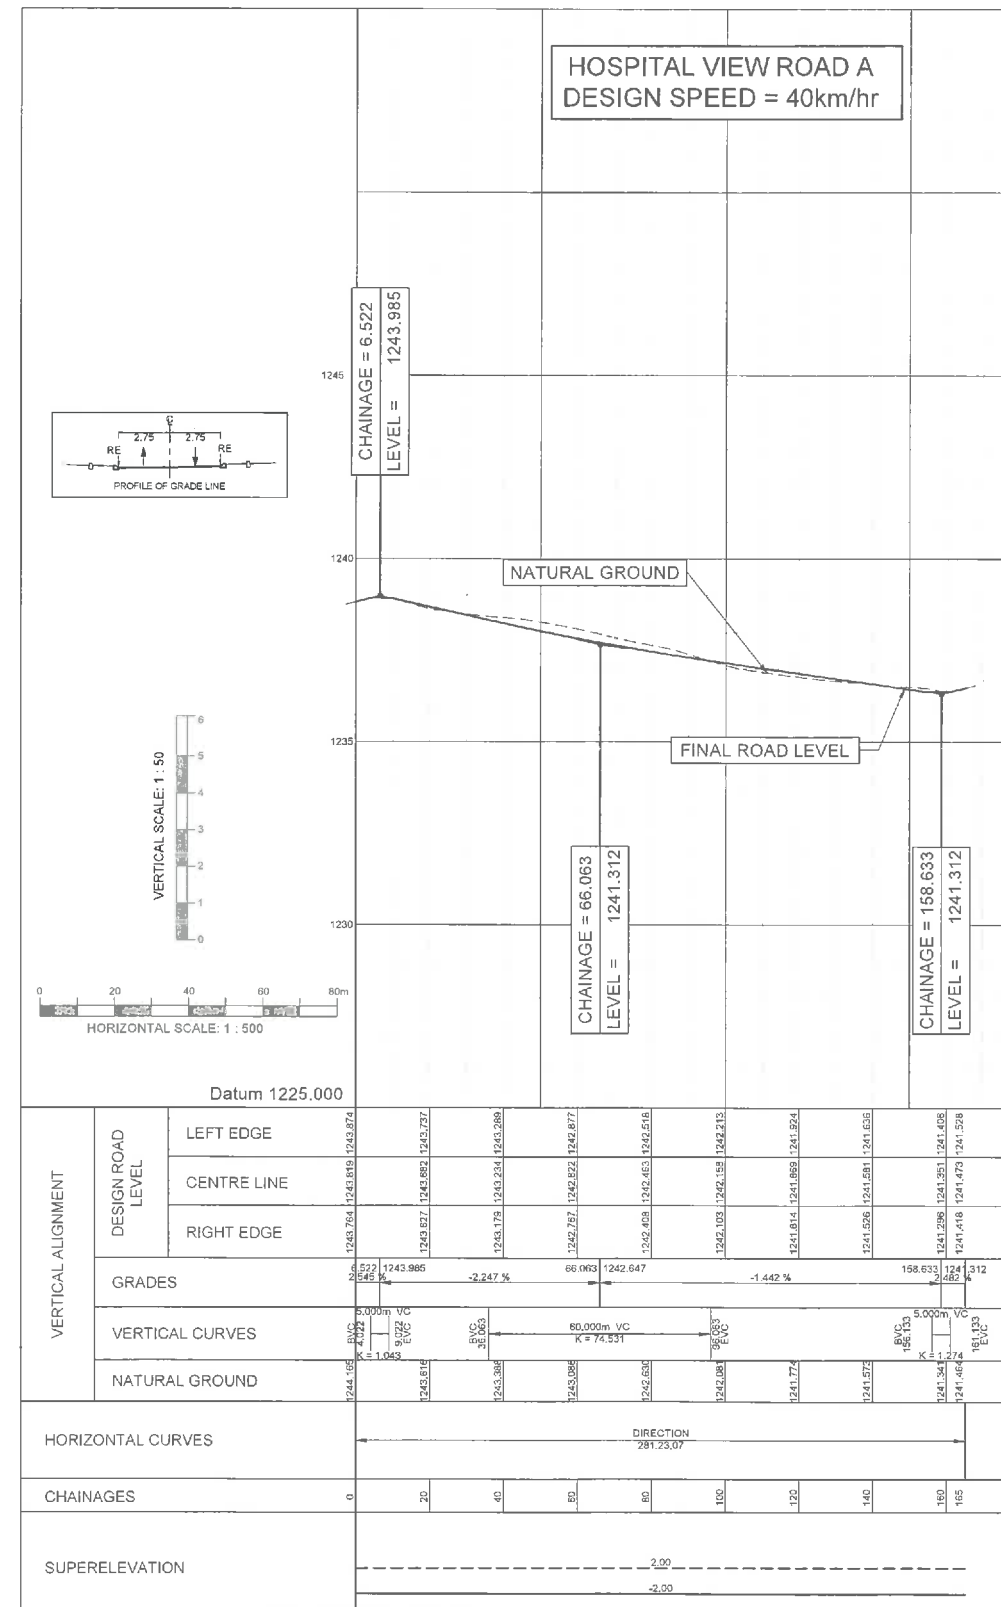 HOSPITAL VIEW ROAD A
DESIGN SPEED = 40km/hr
CHAINAGE = 6.522
LEVEL = 1243.985
1245
1240
1235
1230
℄
2.75 2.75
RE RE
PROFILE OF GRADE LINE
NATURAL GROUND
FINAL ROAD LEVEL
VERTICAL SCALE: 1 : 50
6
5
4
3
2
1
0
0 20 40 60 80m
HORIZONTAL SCALE: 1 : 500
CHAINAGE = 66.063
LEVEL = 1241.312
CHAINAGE = 158.633
LEVEL = 1241.312
Datum 1225.000
VERTICAL ALIGNMENT
DESIGN ROAD
LEVEL
LEFT EDGE 1243.874 1243.737 1243.289 1242.877 1242.518 1242.213 1241.924 1241.636 1241.406 1241.528
CENTRE LINE 1243.819 1243.682 1243.234 1242.822 1242.463 1242.158 1241.869 1241.581 1241.351 1241.473
RIGHT EDGE 1243.764 1243.627 1243.179 1242.767 1242.408 1242.103 1241.814 1241.526 1241.296 1241.418
GRADES
6.522 1243.985 66.063 1242.647 158.633 1241.312
2.545 % -2.247 % -1.442 % 2.482 %
VERTICAL CURVES
BVC 4.022 5.000m VC K = 1.043 9.022 EVC
BVC 36.063 60.000m VC K = 74.531 96.063 EVC
BVC 156.133 5.000m VC K = 1.274 161.133 EVC
NATURAL GROUND 1244.165 1243.616 1243.388 1243.086 1242.630 1242.081 1241.774 1241.573 1241.341 1241.464
HORIZONTAL CURVES
DIRECTION
281.23.07
CHAINAGES 0 20 40 60 80 100 120 140 160 165
SUPERELEVATION
2.00
-2.00